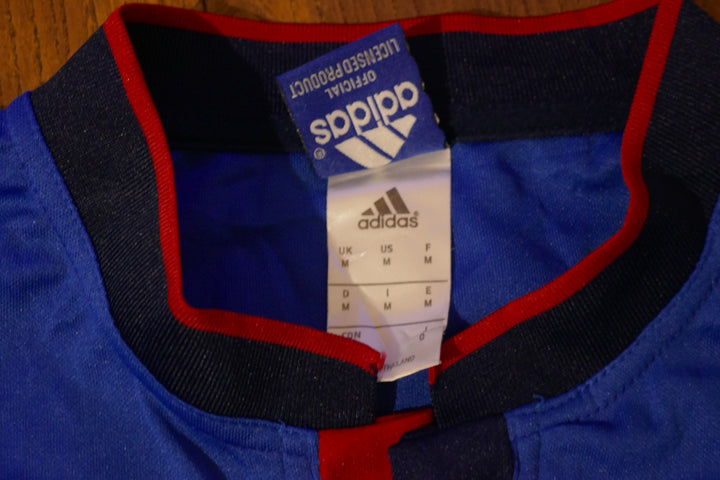 OFFICIAL
LICENSED PRODUCT
adidas
®
adidas
UK US F
M M M
D I E
M M M